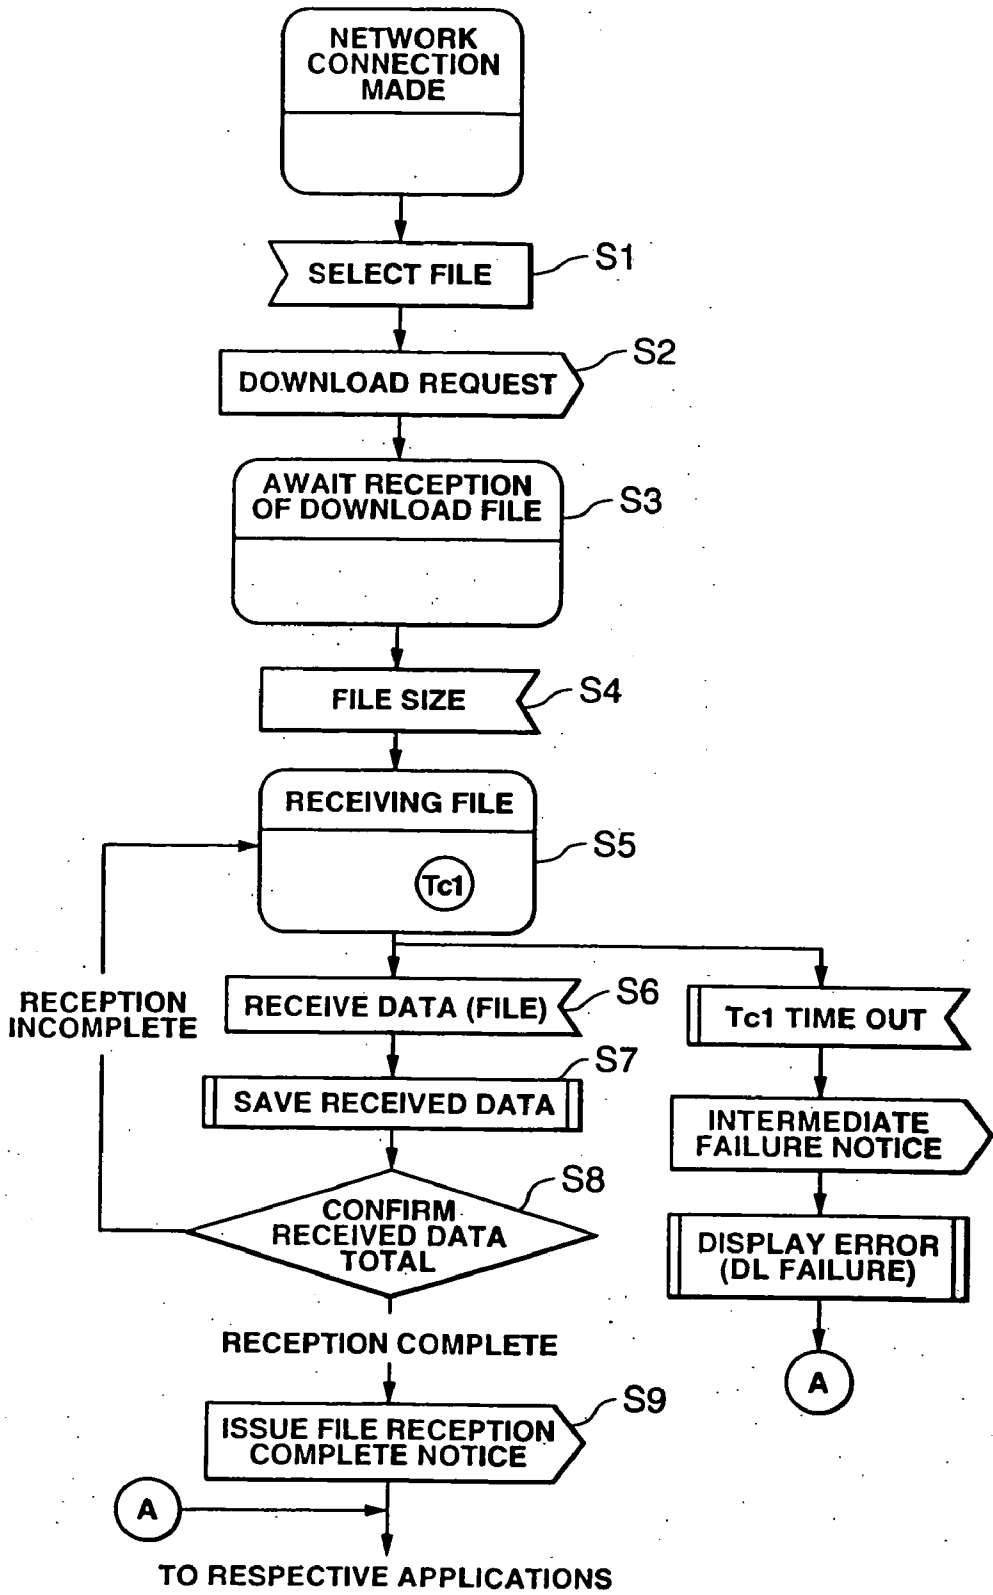 NETWORK
CONNECTION
MADE
SELECT FILE
S1
DOWNLOAD REQUEST
S2
AWAIT RECEPTION
OF DOWNLOAD FILE
S3
FILE SIZE
S4
RECEIVING FILE
S5
Tc1
RECEPTION
INCOMPLETE
RECEIVE DATA (FILE)
S6
Tc1 TIME OUT
SAVE RECEIVED DATA
S7
INTERMEDIATE
FAILURE NOTICE
CONFIRM
RECEIVED DATA
TOTAL
S8
DISPLAY ERROR
(DL FAILURE)
RECEPTION COMPLETE
A
ISSUE FILE RECEPTION
COMPLETE NOTICE
S9
A
TO RESPECTIVE APPLICATIONS